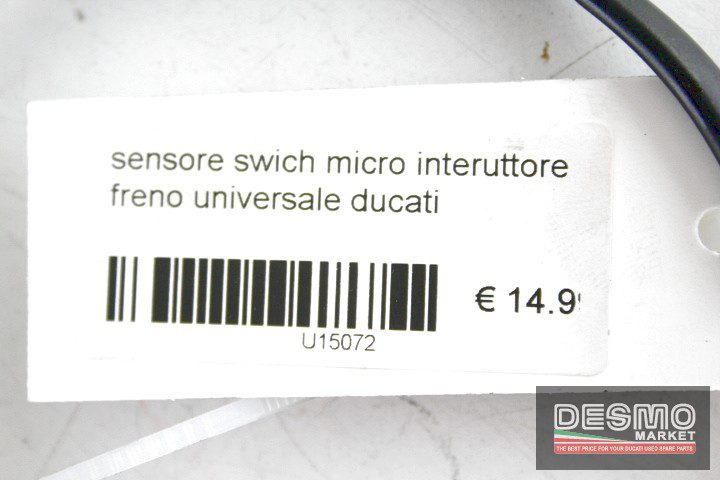 sensore swich micro interuttore
freno universale ducati
€ 14.9
U15072
DESMO
MARKET
THE BEST PRICE FOR YOUR DUCATI USED SPARE PARTS